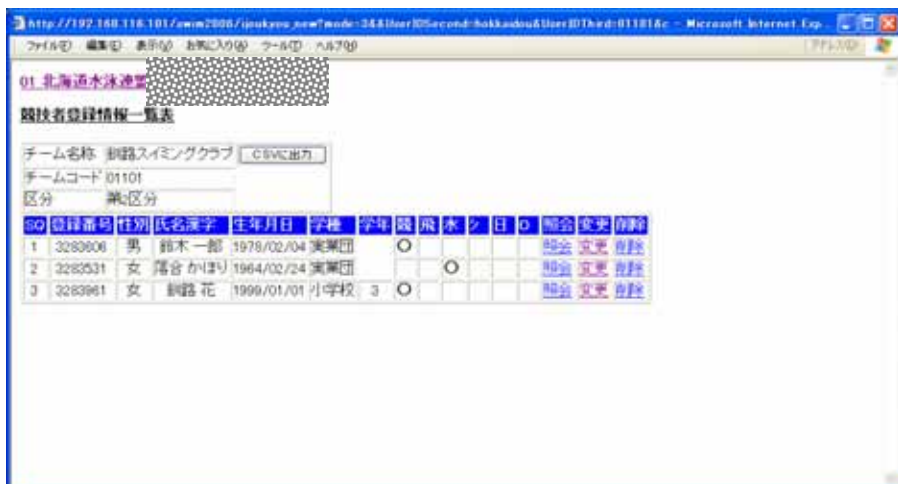 http://192.168.116.101/swim2006/ijoukyou_new?mode=3&&UserIDSecond=hokkaidou&UserIDThird=01101&c - Microsoft Internet Exp...
ファイル(F) 編集(E) 表示(V) お気に入り(A) ツール(T) ヘルプ(H) アドレス(D)
01 北海道水泳連盟
競技者登録情報一覧表
チーム名称 釧路スイミングクラブ CSVに出力
チームコード 01101
区分 第2区分
SQ 登録番号 性別 氏名漢字 生年月日 学種 学年 競 飛 水 シ 日 O 照会 変更 削除
1 3283606 男 鈴木 一郎 1978/02/04 実業団 O 照会 変更 削除
2 3283531 女 落合 かほり 1964/02/24 実業団 O 照会 変更 削除
3 3283961 女 釧路 花 1999/01/01 小学校 3 O 照会 変更 削除